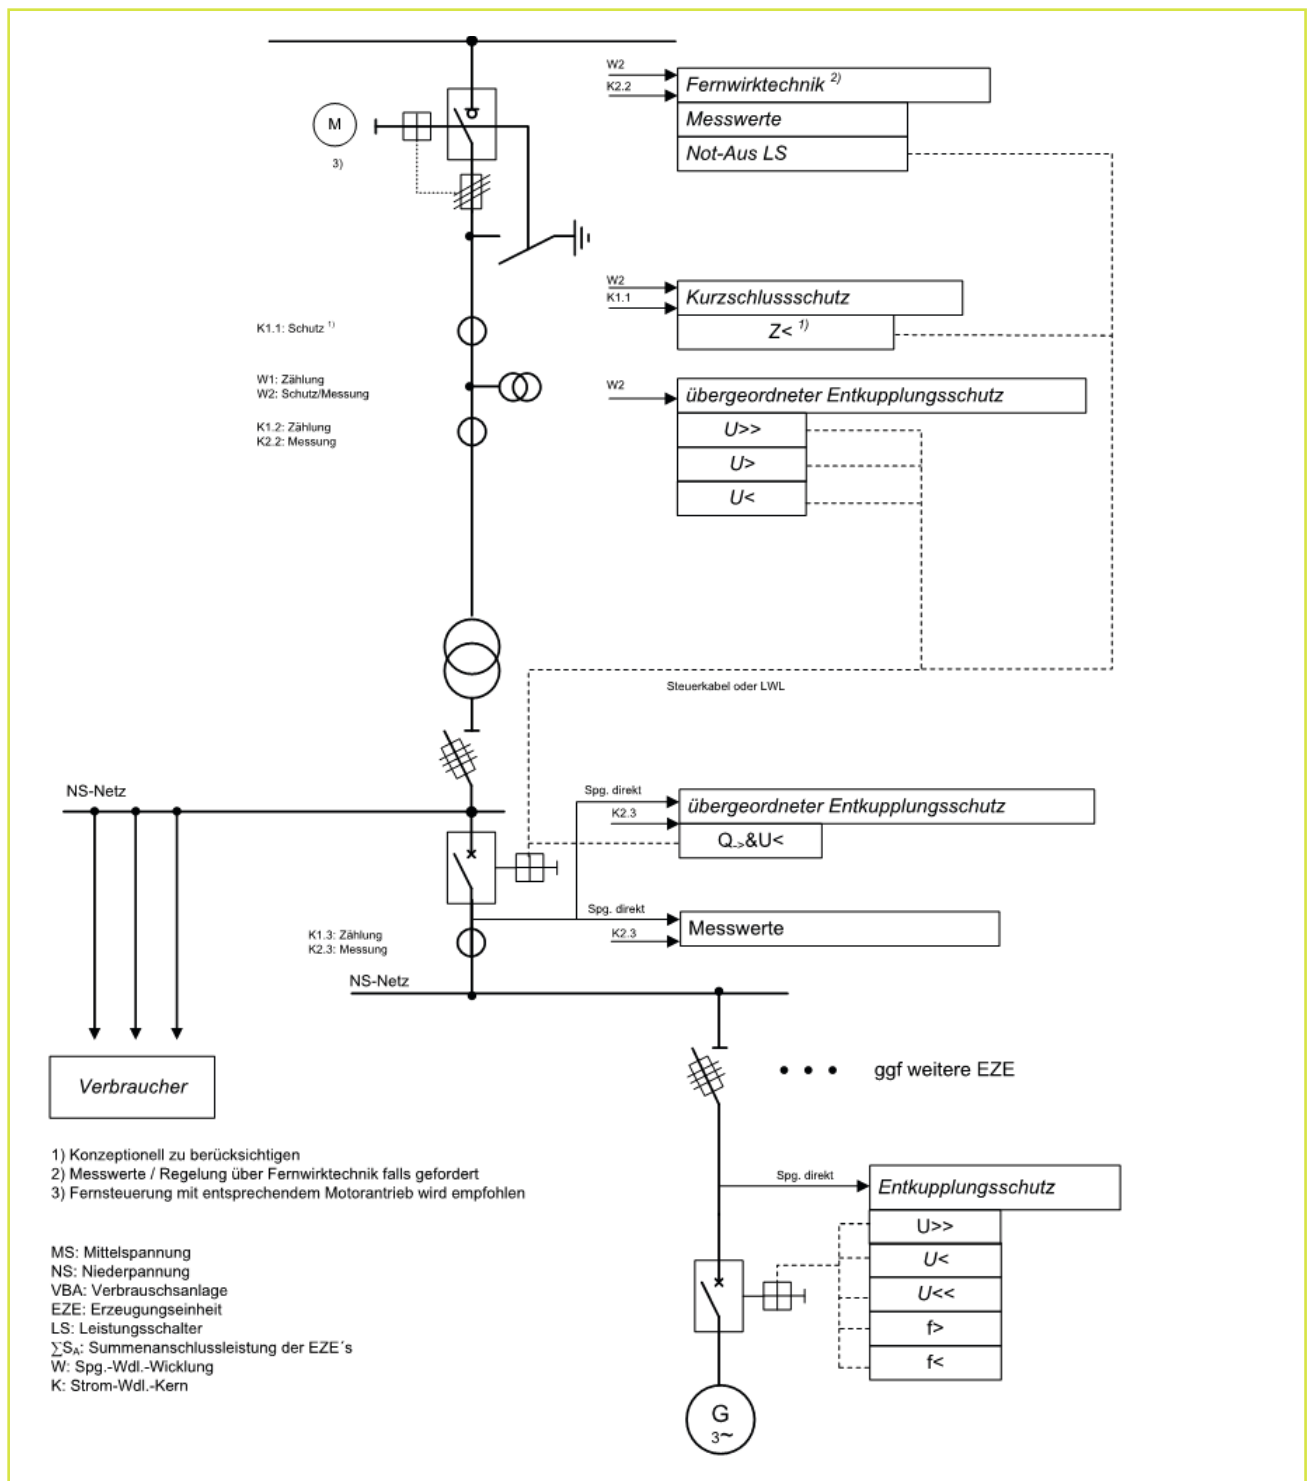 W2
K2.2
Fernwirktechnik 2)
Messwerte
Not-Aus LS
M
3)
W2
K1.1
Kurzschlussschutz
Z< 1)
K1.1: Schutz 1)
W1: Zählung
W2: Schutz/Messung
K1.2: Zählung
K2.2: Messung
W2
übergeordneter Entkupplungsschutz
U>>
U>
U<
Steuerkabel oder LWL
NS-Netz
Spg. direkt
K2.3
übergeordneter Entkupplungsschutz
Q->&U<
Spg. direkt
K2.3
Messwerte
K1.3: Zählung
K2.3: Messung
NS-Netz
Verbraucher
ggf weitere EZE
1) Konzeptionell zu berücksichtigen
2) Messwerte / Regelung über Fernwirktechnik falls gefordert
3) Fernsteuerung mit entsprechendem Motorantrieb wird empfohlen
Spg. direkt
Entkupplungsschutz
U>>
U<
U<<
f>
f<
MS: Mittelspannung
NS: Niederpannung
VBA: Verbrauschsanlage
EZE: Erzeugungseinheit
LS: Leistungsschalter
∑SA: Summenanschlussleistung der EZE´s
W: Spg.-Wdl.-Wicklung
K: Strom-Wdl.-Kern
G
3~